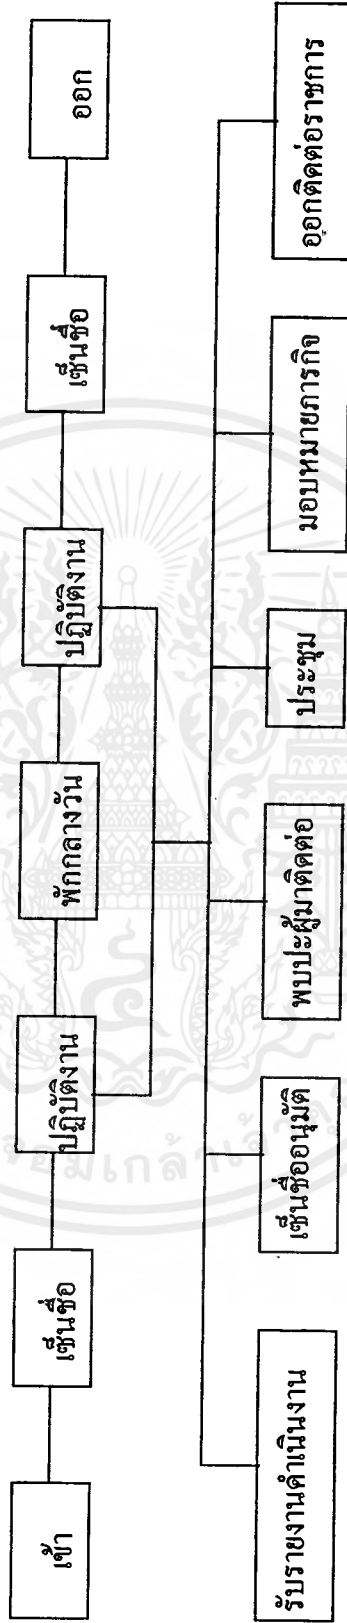 เข้า
เซ็นชื่อ
ปฏิบัติงาน
พักกลางวัน
ปฏิบัติงาน
เซ็นชื่อ
ออก
รับรายงานดำเนินงาน
เซ็นชื่ออนุมัติ
พบปะผู้มาติดต่อ
ประชุม
มอบหมายภารกิจ
ออกติดต่อราชการ